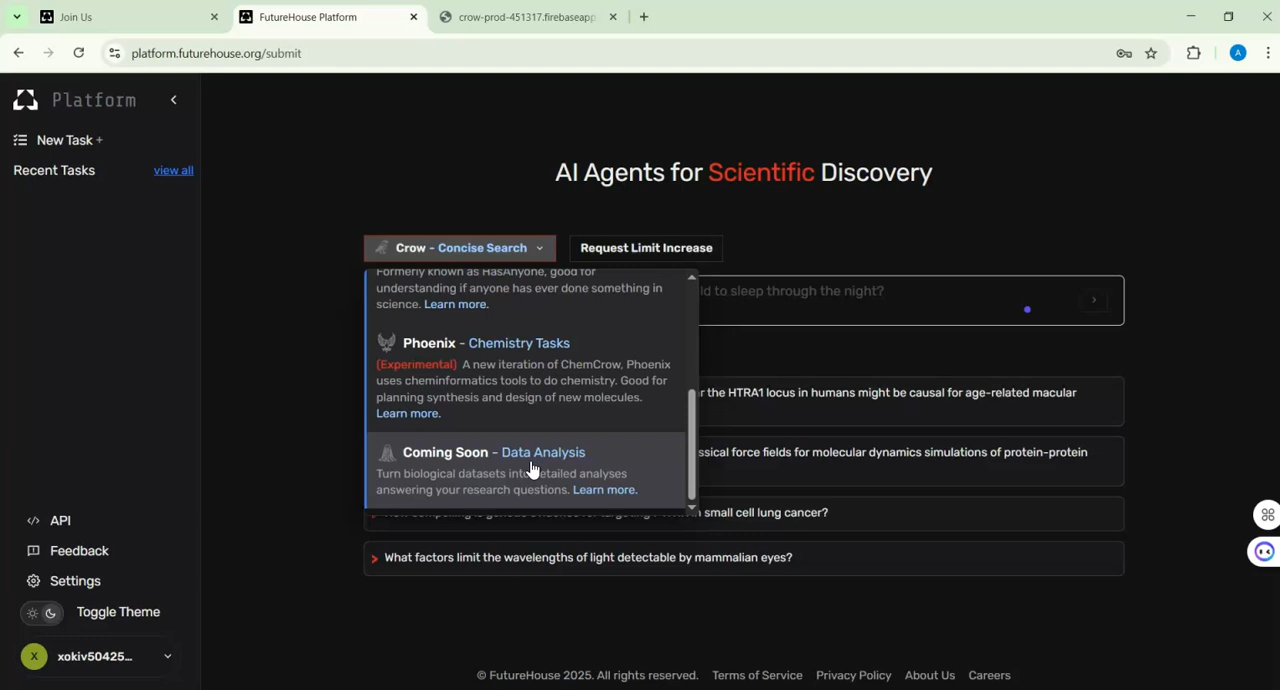 Join Us
FutureHouse Platform
crow-prod-451317.firebaseapp
platform.futurehouse.org/submit
A
Platform
New Task +
Recent Tasks
view all
AI Agents for Scientific Discovery
Crow - Concise Search
Request Limit Increase
Formerly known as HasAnyone, good for
understanding if anyone has ever done something in
science. Learn more.
ld to sleep through the night?
Phoenix - Chemistry Tasks
(Experimental) A new iteration of ChemCrow, Phoenix
uses cheminformatics tools to do chemistry. Good for
planning synthesis and design of new molecules.
Learn more.
Coming Soon - Data Analysis
Turn biological datasets into detailed analyses
answering your research questions. Learn more.
the HTRA1 locus in humans might be causal for age-related macular
ssical force fields for molecular dynamics simulations of protein-protein
small cell lung cancer?
What factors limit the wavelengths of light detectable by mammalian eyes?
API
Feedback
Settings
Toggle Theme
X
xokiv50425...
© FutureHouse 2025. All rights reserved.
Terms of Service
Privacy Policy
About Us
Careers